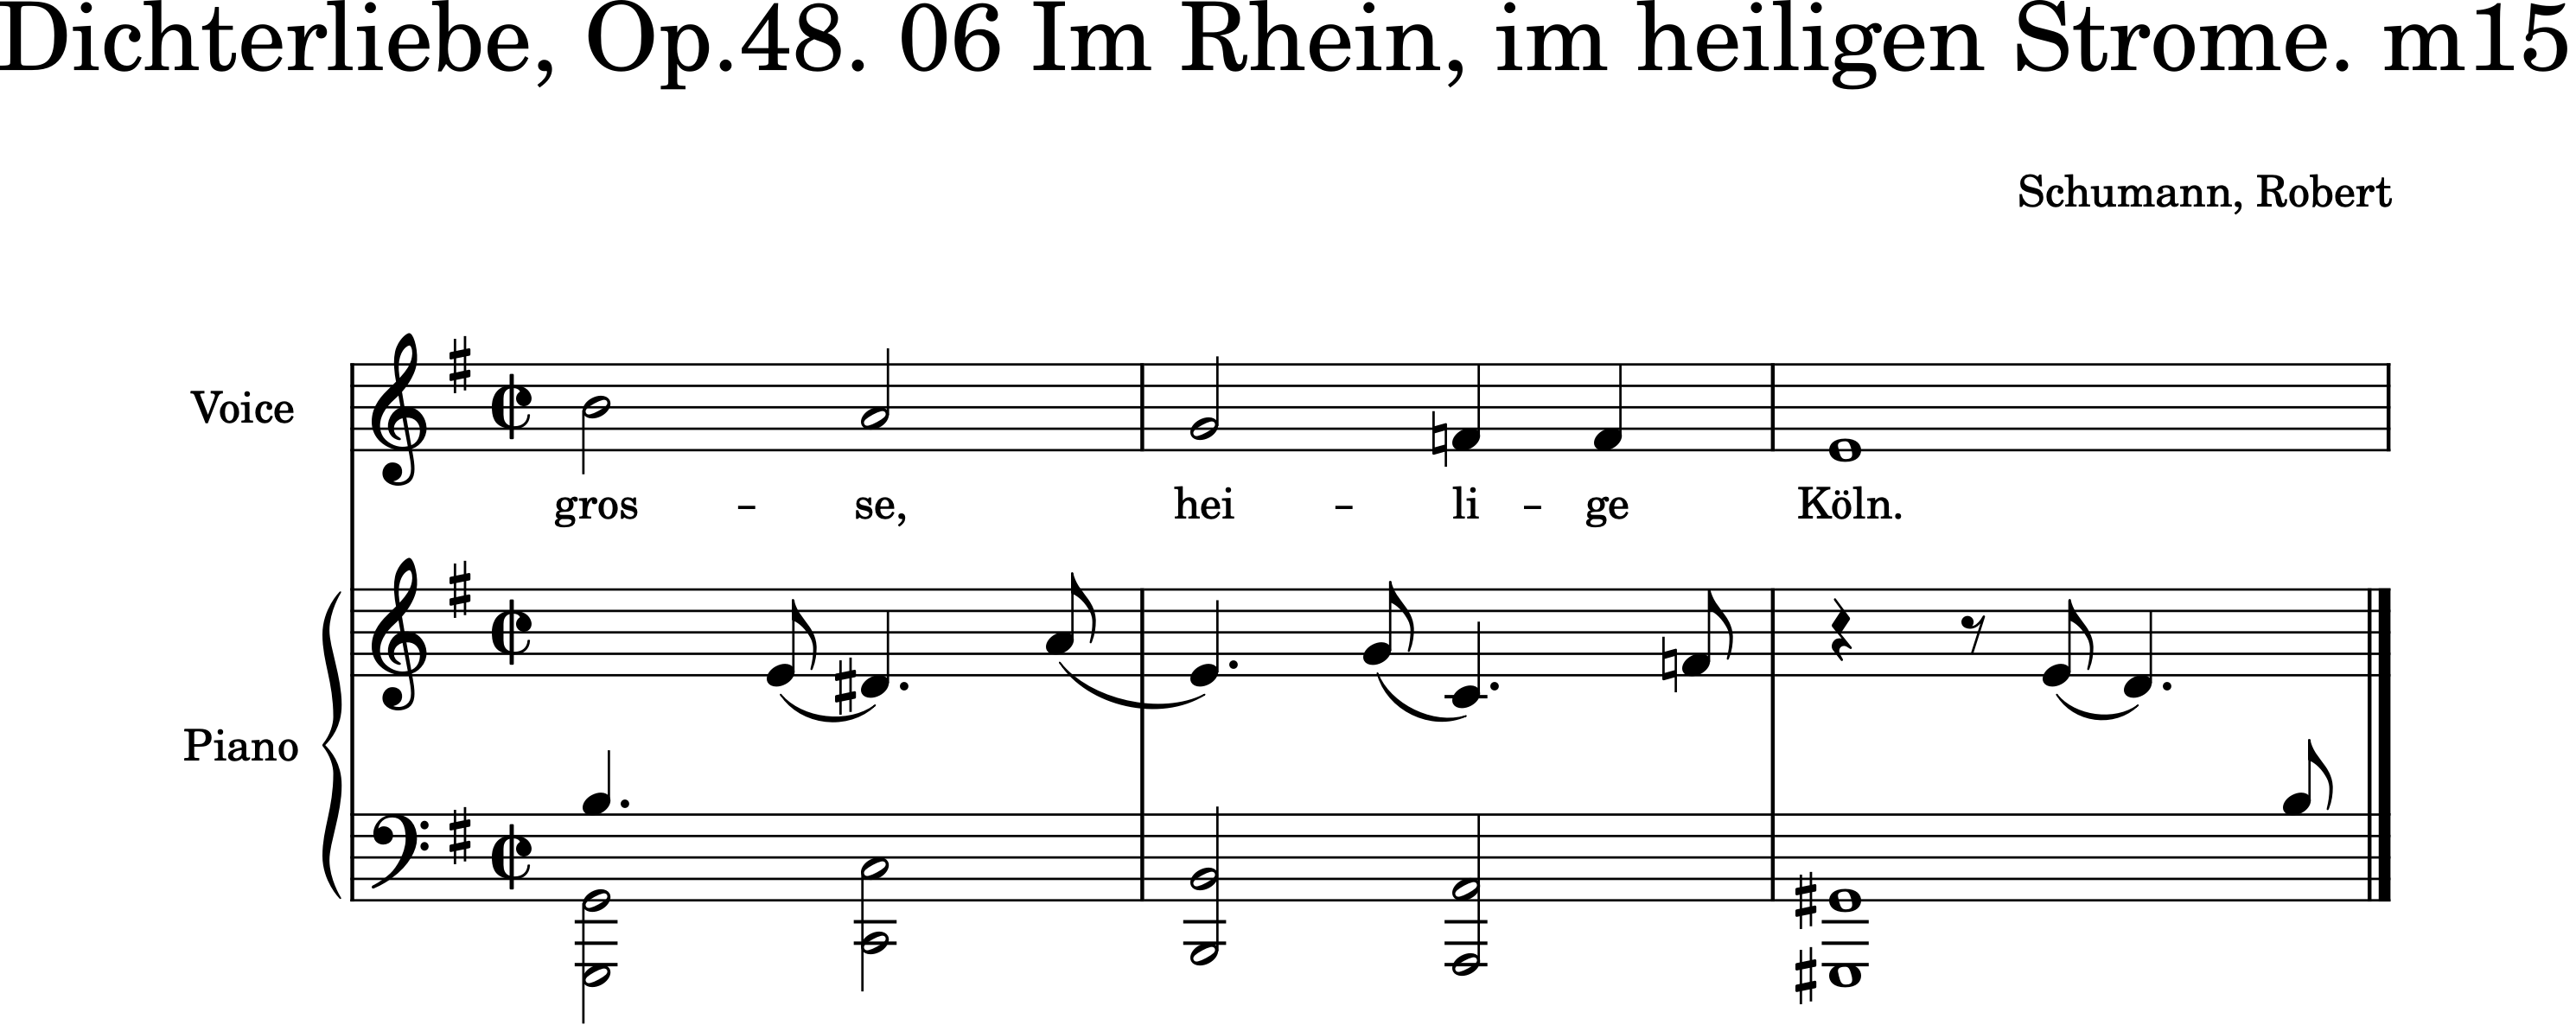 Dichterliebe, Op.48. 06 Im Rhein, im heiligen Strome. m15
Schumann, Robert
Voice
gros – se, hei – li – ge Köln.
Piano